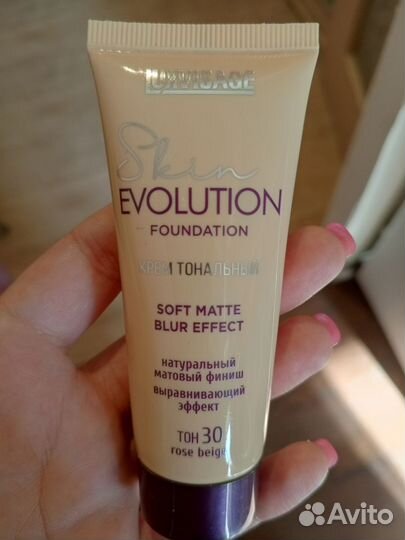 LUXVISAGE
Skin
EVOLUTION
FOUNDATION
КРЕМ ТОНАЛЬНЫЙ
SOFT MATTE
BLUR EFFECT
натуральный
матовый финиш
выравнивающий
эффект
ТОН 30
rose beige
Avito